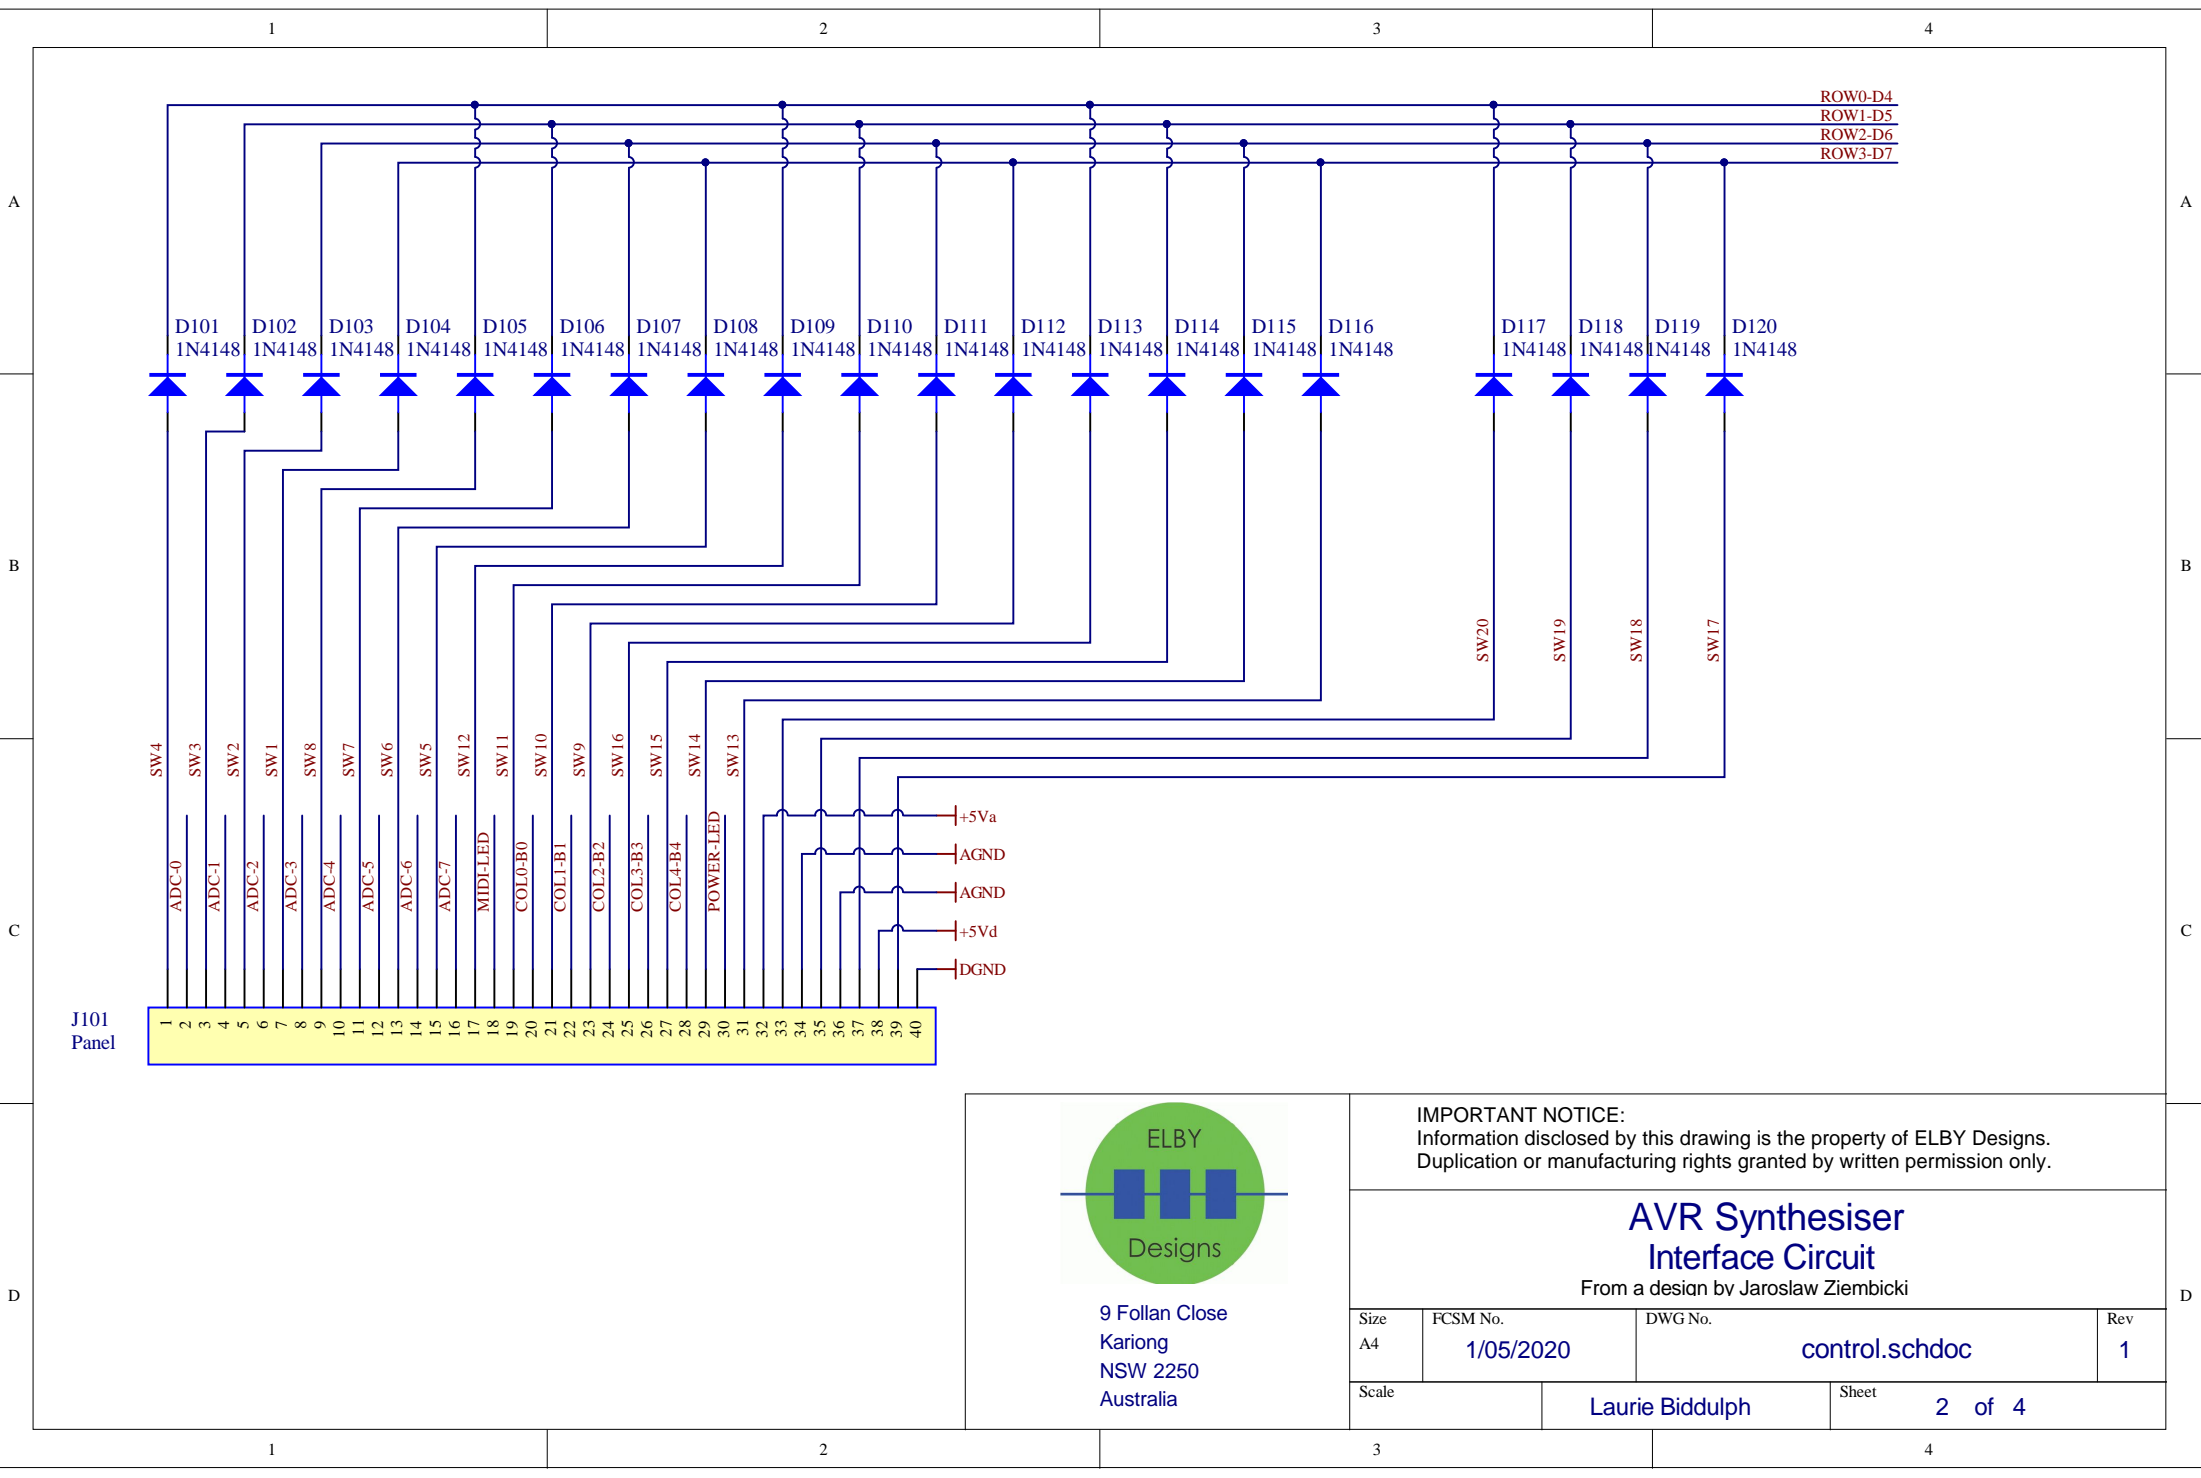 1 2 3 4
ROW0-D4
ROW1-D5
ROW2-D6
ROW3-D7
A A
D101 D102 D103 D104 D105 D106 D107 D108 D109 D110 D111 D112 D113 D114 D115 D116 D117 D118 D119 D120
1N4148 1N4148 1N4148 1N4148 1N4148 1N4148 1N4148 1N4148 1N4148 1N4148 1N4148 1N4148 1N4148 1N4148 1N4148 1N4148 1N4148 1N4148 1N4148 1N4148
B B
SW20 SW19 SW18 SW17
SW4 SW3 SW2 SW1 SW8 SW7 SW6 SW5 SW12 SW11 SW10 SW9 SW16 SW15 SW14 SW13
ADC-0 ADC-1 ADC-2 ADC-3 ADC-4 ADC-5 ADC-6 ADC-7 MIDI-LED COL0-B0 COL1-B1 COL2-B2 COL3-B3 COL4-B4 POWER-LED
+5Va
AGND
AGND
+5Vd
DGND
C C
J101
Panel
1 2 3 4 5 6 7 8 9 10 11 12 13 14 15 16 17 18 19 20 21 22 23 24 25 26 27 28 29 30 31 32 33 34 35 36 37 38 39 40
ELBY
Designs
9 Follan Close
Kariong
NSW 2250
Australia
IMPORTANT NOTICE:
Information disclosed by this drawing is the property of ELBY Designs.
Duplication or manufacturing rights granted by written permission only.
AVR Synthesiser
Interface Circuit
From a design by Jaroslaw Ziembicki
D D
Size FCSM No. DWG No. Rev
A4 1/05/2020 control.schdoc 1
Scale Laurie Biddulph Sheet 2 of 4
1 2 3 4